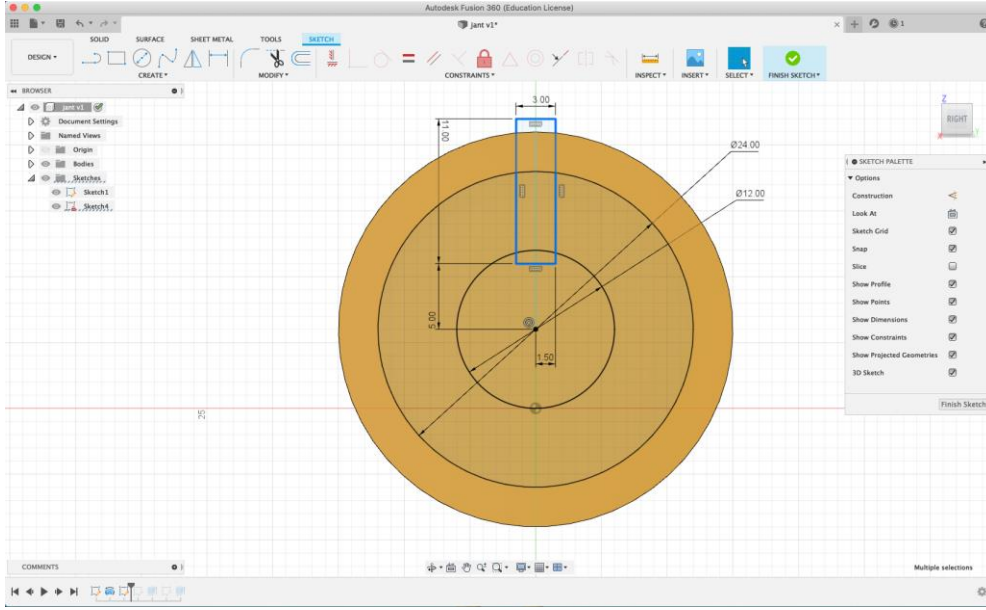 Autodesk Fusion 360 (Education License)
jant v1*
1
SOLID SURFACE SHEET METAL TOOLS SKETCH
DESIGN
CREATE MODIFY CONSTRAINTS INSPECT INSERT SELECT FINISH SKETCH
BROWSER
jant v1
Document Settings
Named Views
Origin
Bodies
Sketches
Sketch1
Sketch4
3.00
11.00
Ø24.00
Ø12.00
5.00
1.50
25
Z
RIGHT
SKETCH PALETTE
Options
Construction
Look At
Sketch Grid
Snap
Slice
Show Profile
Show Points
Show Dimensions
Show Constraints
Show Projected Geometries
3D Sketch
Finish Sketch
COMMENTS
Multiple selections